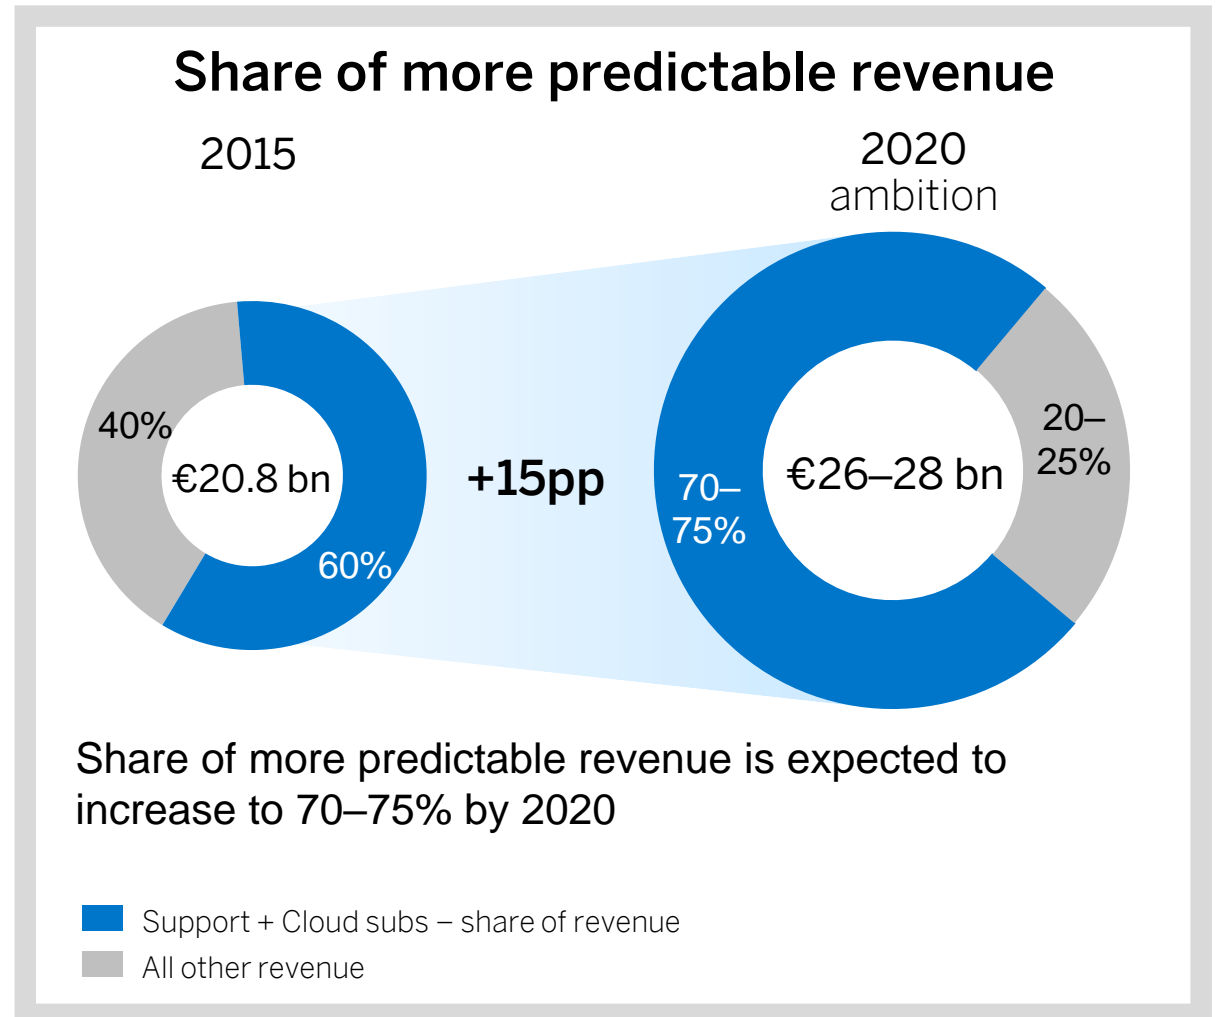 Share of more predictable revenue
2015
2020
ambition
40%
€20.8 bn
60%
+15pp
70–
75%
€26–28 bn
20–
25%
Share of more predictable revenue is expected to
increase to 70–75% by 2020
Support + Cloud subs – share of revenue
All other revenue